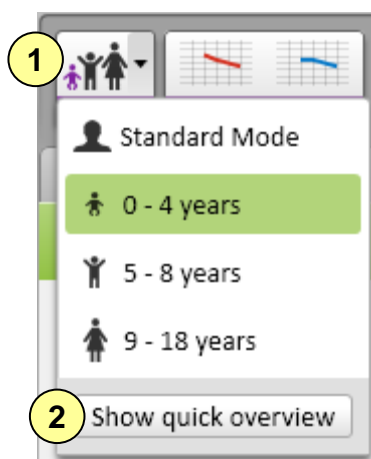 1
Standard Mode
0 - 4 years
5 - 8 years
9 - 18 years
2
Show quick overview